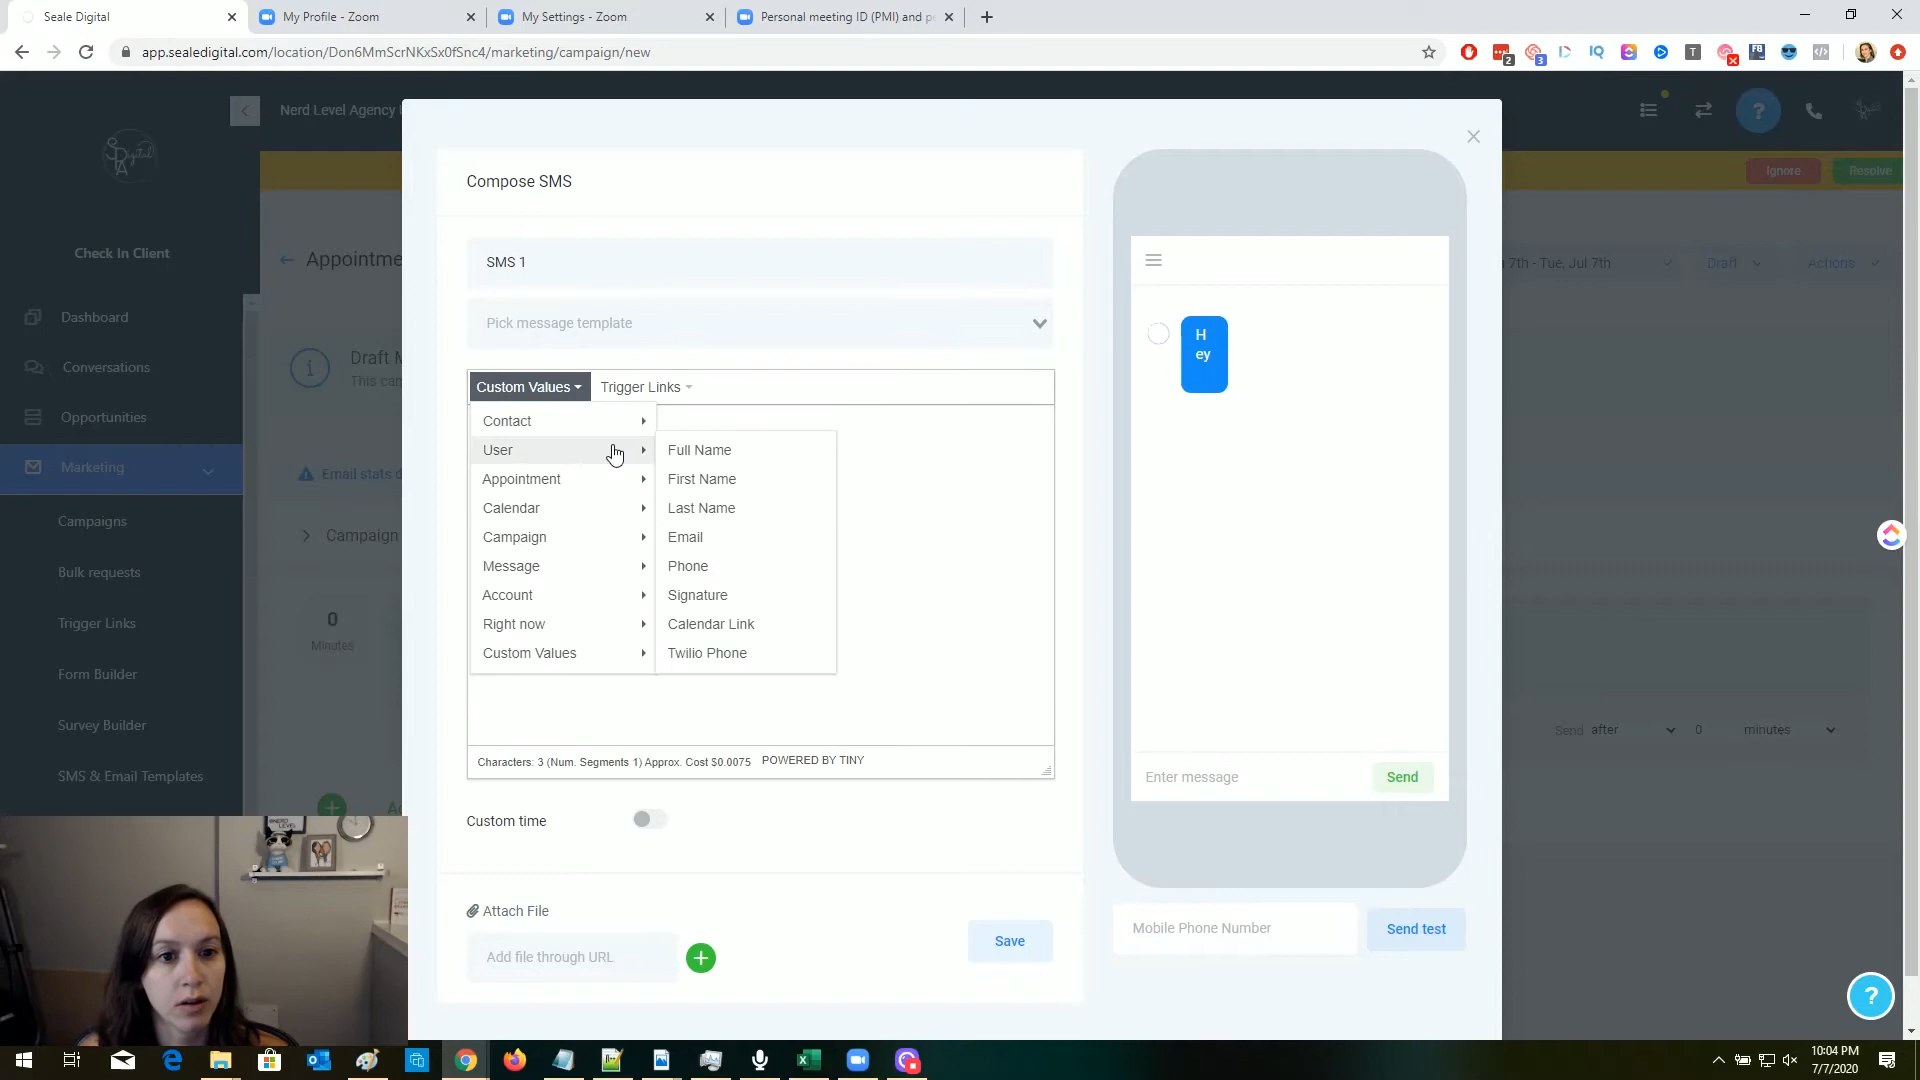 Seale Digital
My Profile - Zoom
My Settings - Zoom
Personal meeting ID (PMI) and pe
app.sealedigital.com/location/Don6MmScrNKxSx0fSnc4/marketing/campaign/new
Nerd Level Agency
Ignore
Resolve
Check In Client
Appointme
7th - Tue, Jul 7th
Draft
Actions
Dashboard
Conversations
Opportunities
Marketing
Campaigns
Bulk requests
Trigger Links
Form Builder
Survey Builder
SMS & Email Templates
Draft M
This can
Email stats d
Campaign
0
Minutes
Send after
0
minutes
Compose SMS
SMS 1
Pick message template
Custom Values
Trigger Links
Contact
User
Appointment
Calendar
Campaign
Message
Account
Right now
Custom Values
Full Name
First Name
Last Name
Email
Phone
Signature
Calendar Link
Twilio Phone
Characters: 3 (Num. Segments 1) Approx. Cost $0.0075
POWERED BY TINY
Custom time
Attach File
Add file through URL
Save
H
ey
Enter message
Send
Mobile Phone Number
Send test
?
?
10:04 PM
7/7/2020